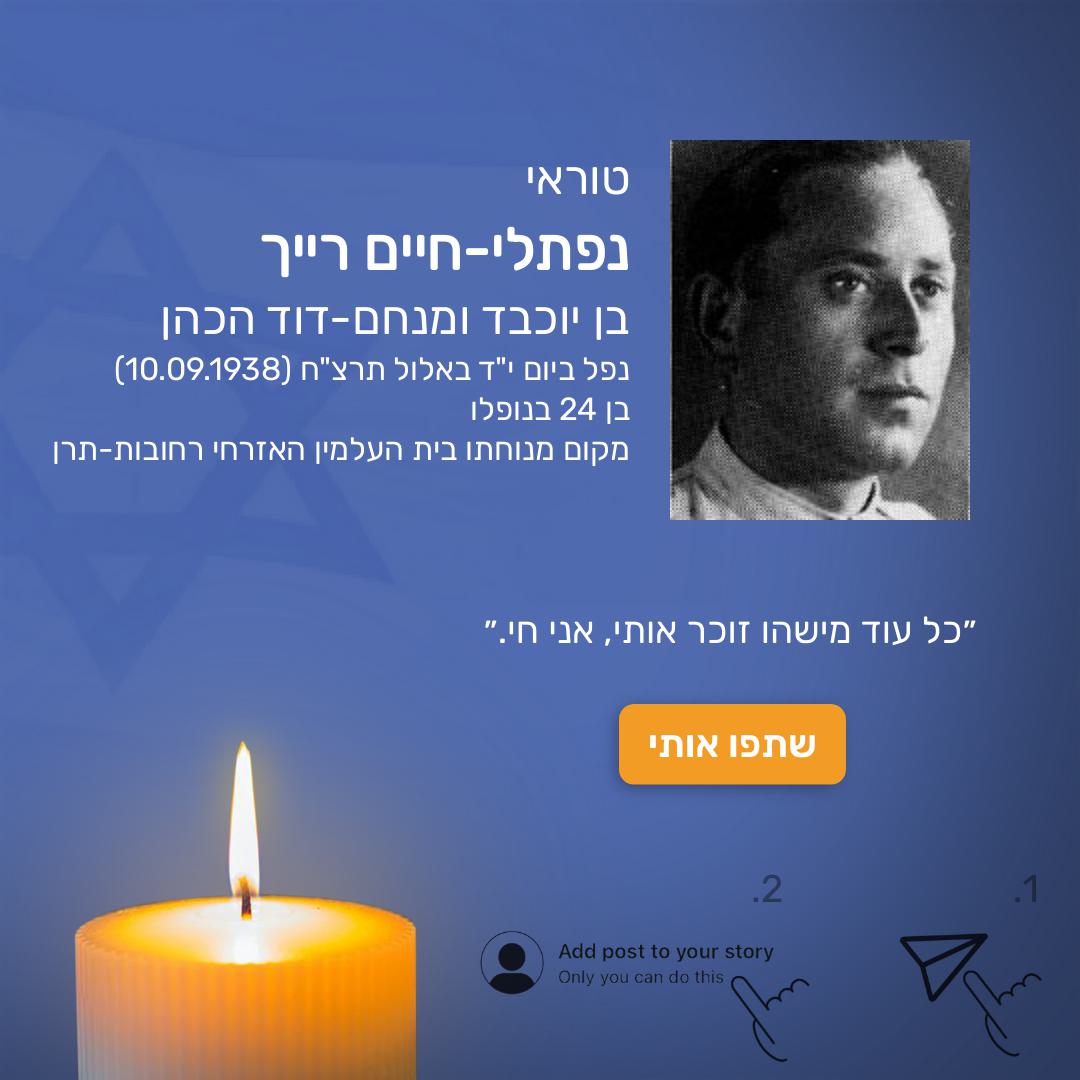 טוראי
נפתלי-חיים רייך
בן יוכבד ומנחם-דוד הכהן
נפל ביום י"ד באלול תרצ"ח (10.09.1938)
בן 24 בנופלו
מקום מנוחתו בית העלמין האזרחי רחובות-תרן
״כל עוד מישהו זוכר אותי, אני חי.״
שתפו אותי
1.
2.
Add post to your story
Only you can do this